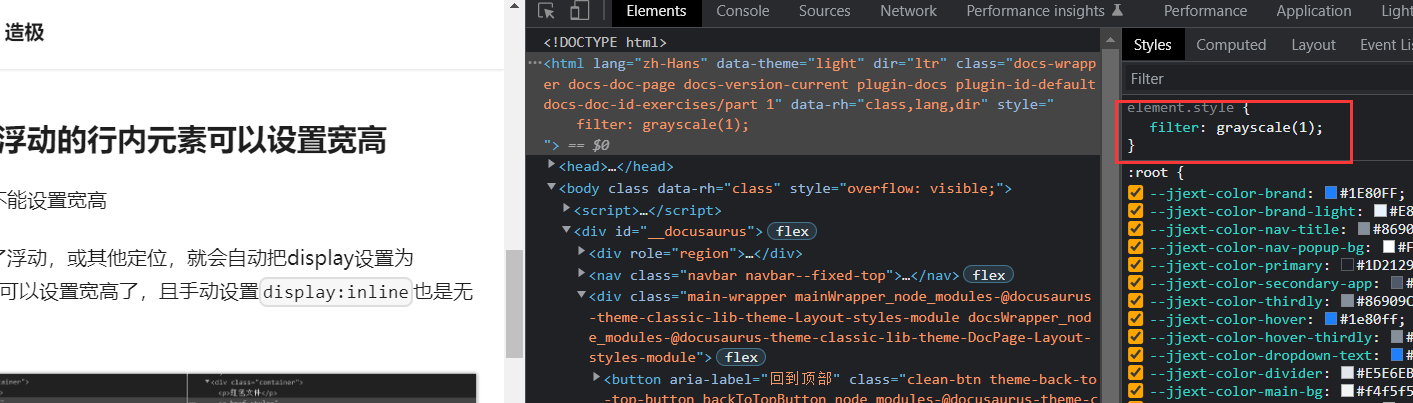 造极
浮动的行内元素可以设置宽高
不能设置宽高
了浮动，或其他定位，就会自动把display设置为
可以设置宽高了，且手动设置display:inline也是无
Elements Console Sources Network Performance insights Performance Application Light
<!DOCTYPE html>
<html lang="zh-Hans" data-theme="light" dir="ltr" class="docs-wrapp
er docs-doc-page docs-version-current plugin-docs plugin-id-default
docs-doc-id-exercises/part 1" data-rh="class,lang,dir" style="
filter: grayscale(1);
"> == $0
<head>…</head>
<body class data-rh="class" style="overflow: visible;">
<script>…</script>
<div id="__docusaurus"> flex
<div role="region">…</div>
<nav class="navbar navbar--fixed-top">…</nav> flex
<div class="main-wrapper mainWrapper_node_modules-@docusaurus
-theme-classic-lib-theme-Layout-styles-module docsWrapper_nod
e_modules-@docusaurus-theme-classic-lib-theme-DocPage-Layout-
styles-module"> flex
<button aria-label="回到顶部" class="clean-btn theme-back-to-
-top-button backToTopButton_node_modules-@docusaurus-theme-c
Styles Computed Layout Event Lis
Filter
element.style {
filter: grayscale(1);
}
:root {
--jjext-color-brand: #1E80FF;
--jjext-color-brand-light: #E8
--jjext-color-nav-title: #8690
--jjext-color-nav-popup-bg: #F
--jjext-color-primary: #1D2129
--jjext-color-secondary-app: #
--jjext-color-thirdly: #86909C
--jjext-color-hover: #1e80ff;
--jjext-color-hover-thirdly: #
--jjext-color-dropdown-text: #
--jjext-color-divider: #E5E6EB
--jjext-color-main-bg: #f4f5f5
<div class="container">